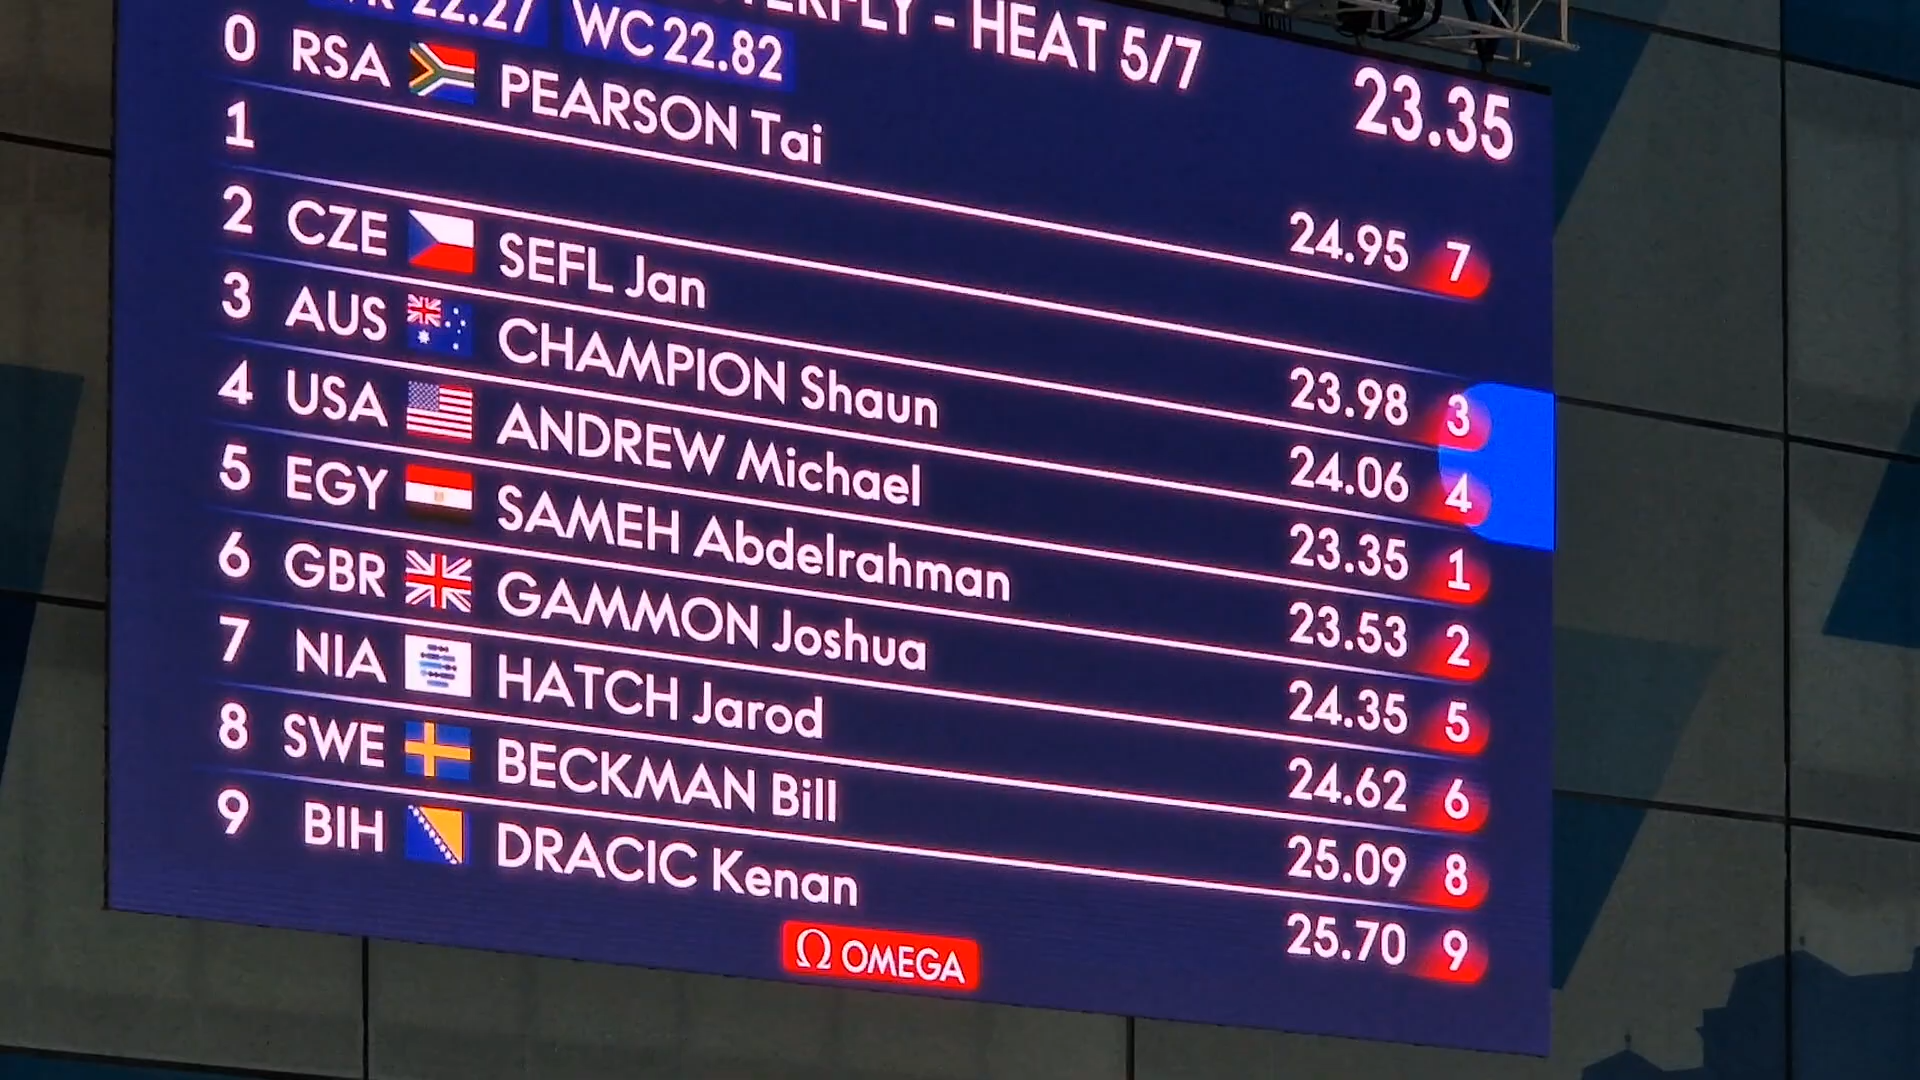 - HEAT 5/7
22.27 WC 22.82 23.35
0 RSA PEARSON Tai 24.95 7
1
2 CZE SEFL Jan 23.98 3
3 AUS CHAMPION Shaun 24.06 4
4 USA ANDREW Michael 23.35 1
5 EGY SAMEH Abdelrahman 23.53 2
6 GBR GAMMON Joshua 24.35 5
7 NIA HATCH Jarod 24.62 6
8 SWE BECKMAN Bill 25.09 8
9 BIH DRACIC Kenan 25.70 9
Ω OMEGA